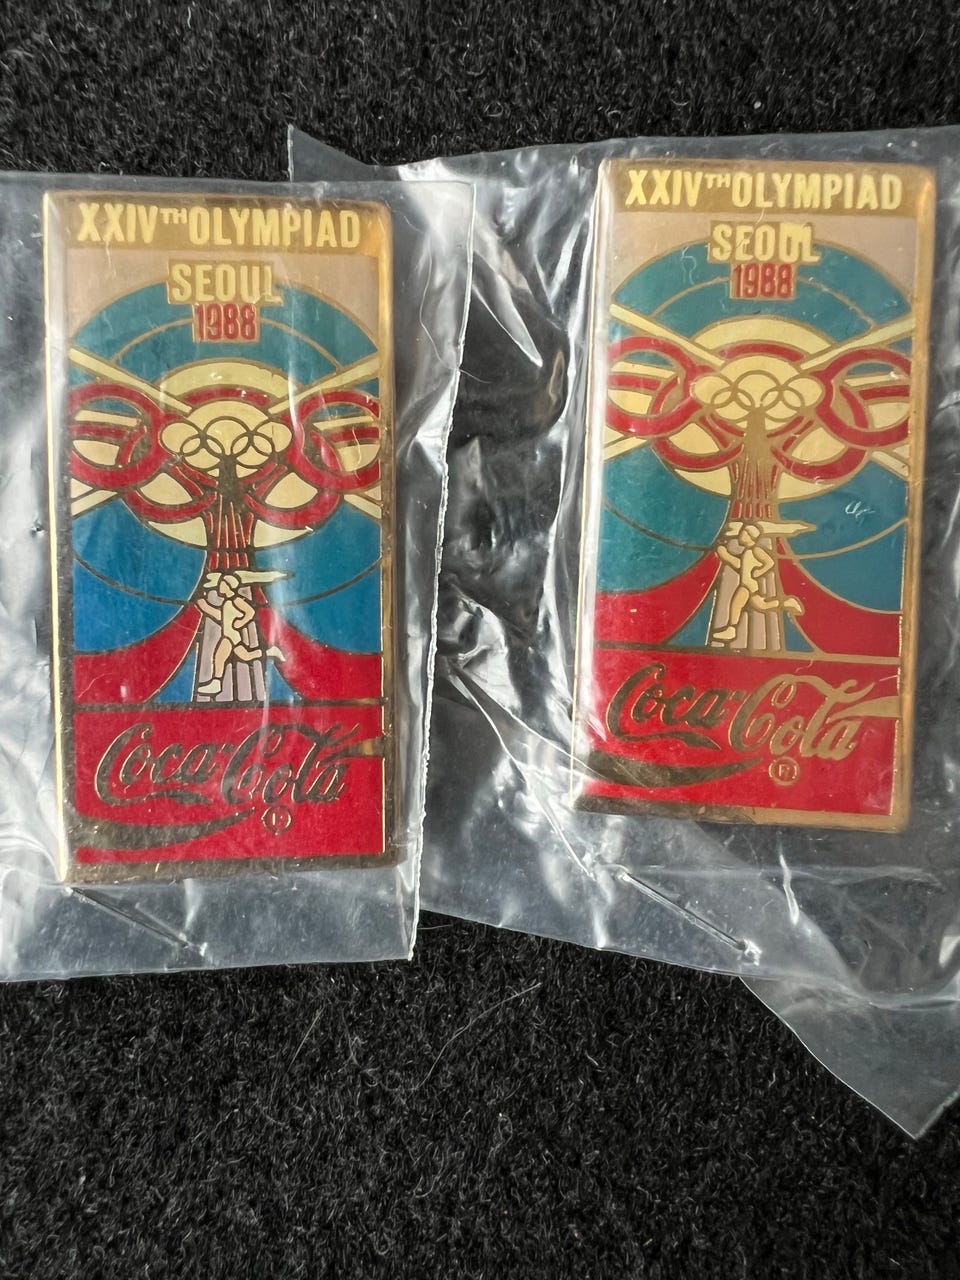 XXIVTH OLYMPIAD
SEOUL
1988
Coca-Cola
®
XXIVTH OLYMPIAD
SEOUL
1988
Coca-Cola
®